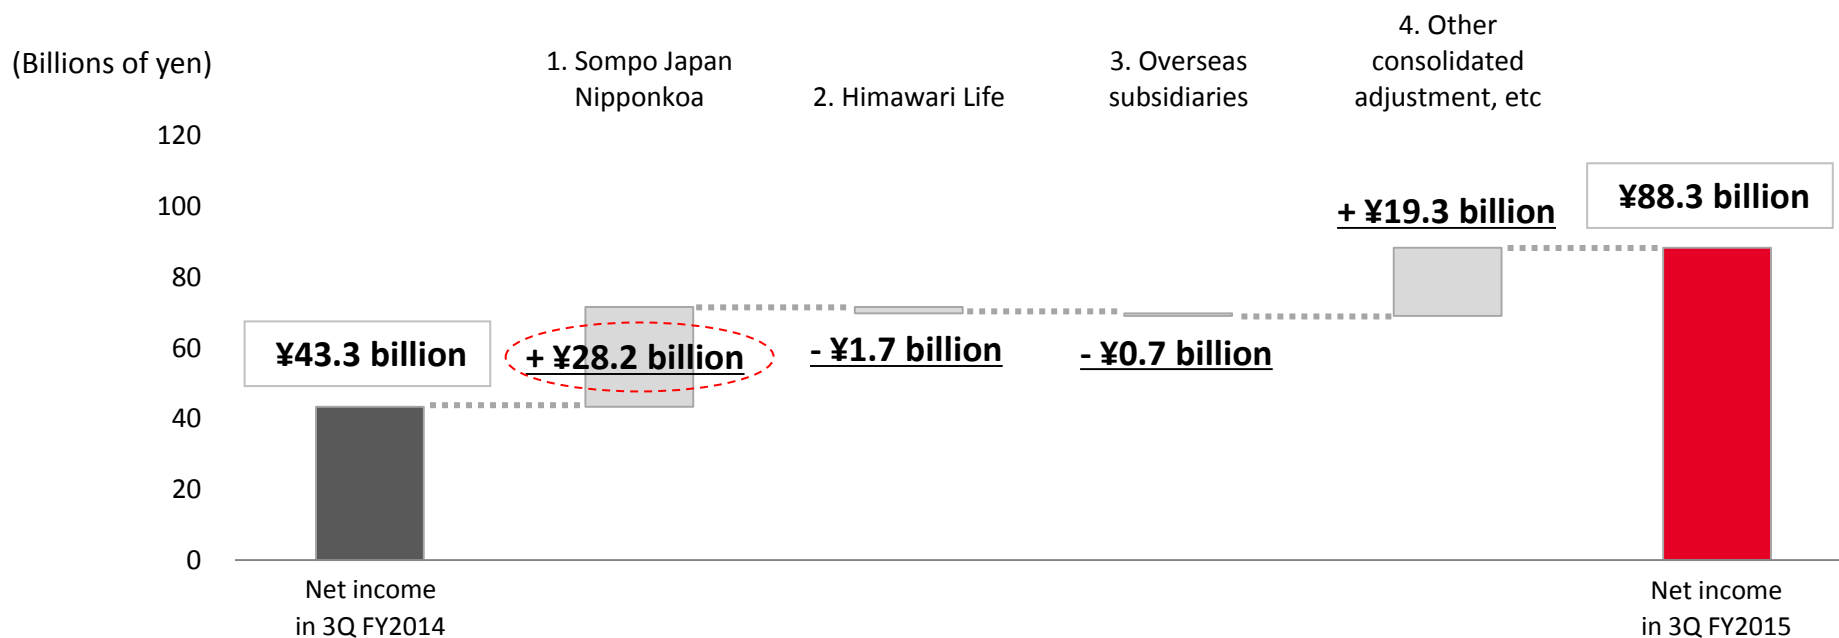 (Billions of yen)
1. Sompo Japan
Nipponkoa
2. Himawari Life
3. Overseas
subsidiaries
4. Other
consolidated
adjustment, etc
120
100
80
60
40
20
0
¥43.3 billion
+ ¥28.2 billion
- ¥1.7 billion
- ¥0.7 billion
+ ¥19.3 billion
¥88.3 billion
Net income
in 3Q FY2014
Net income
in 3Q FY2015